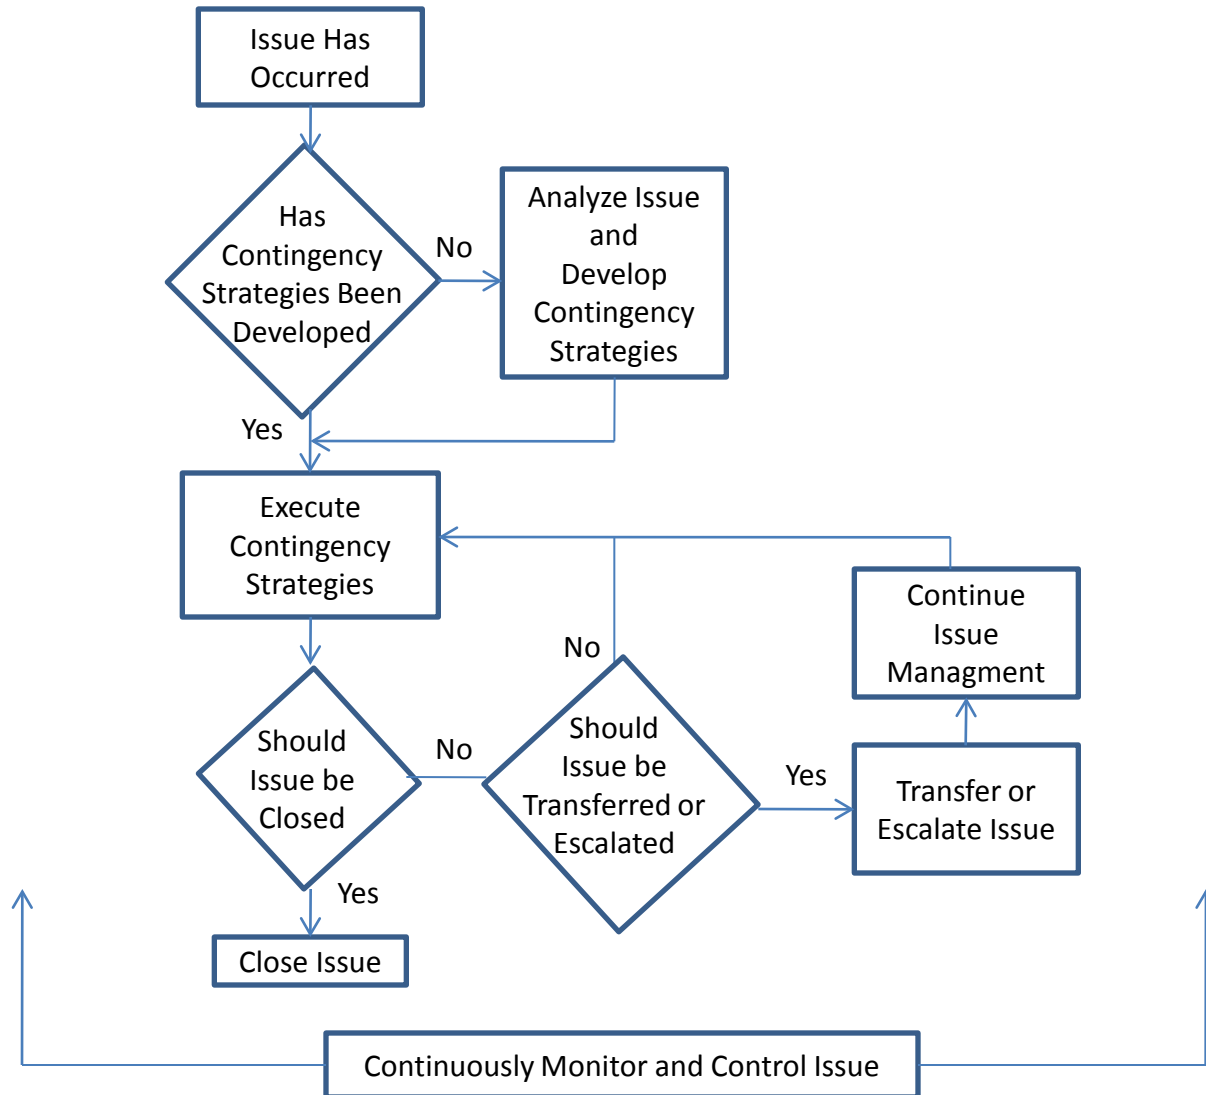 Issue Has
Occurred
Has
Contingency
Strategies Been
Developed
No
Analyze Issue
and
Develop
Contingency
Strategies
Yes
Execute
Contingency
Strategies
Continue
Issue
Managment
No
Should
Issue be
Closed
No
Should
Issue be
Transferred or
Escalated
Yes
Transfer or
Escalate Issue
Yes
Close Issue
Continuously Monitor and Control Issue